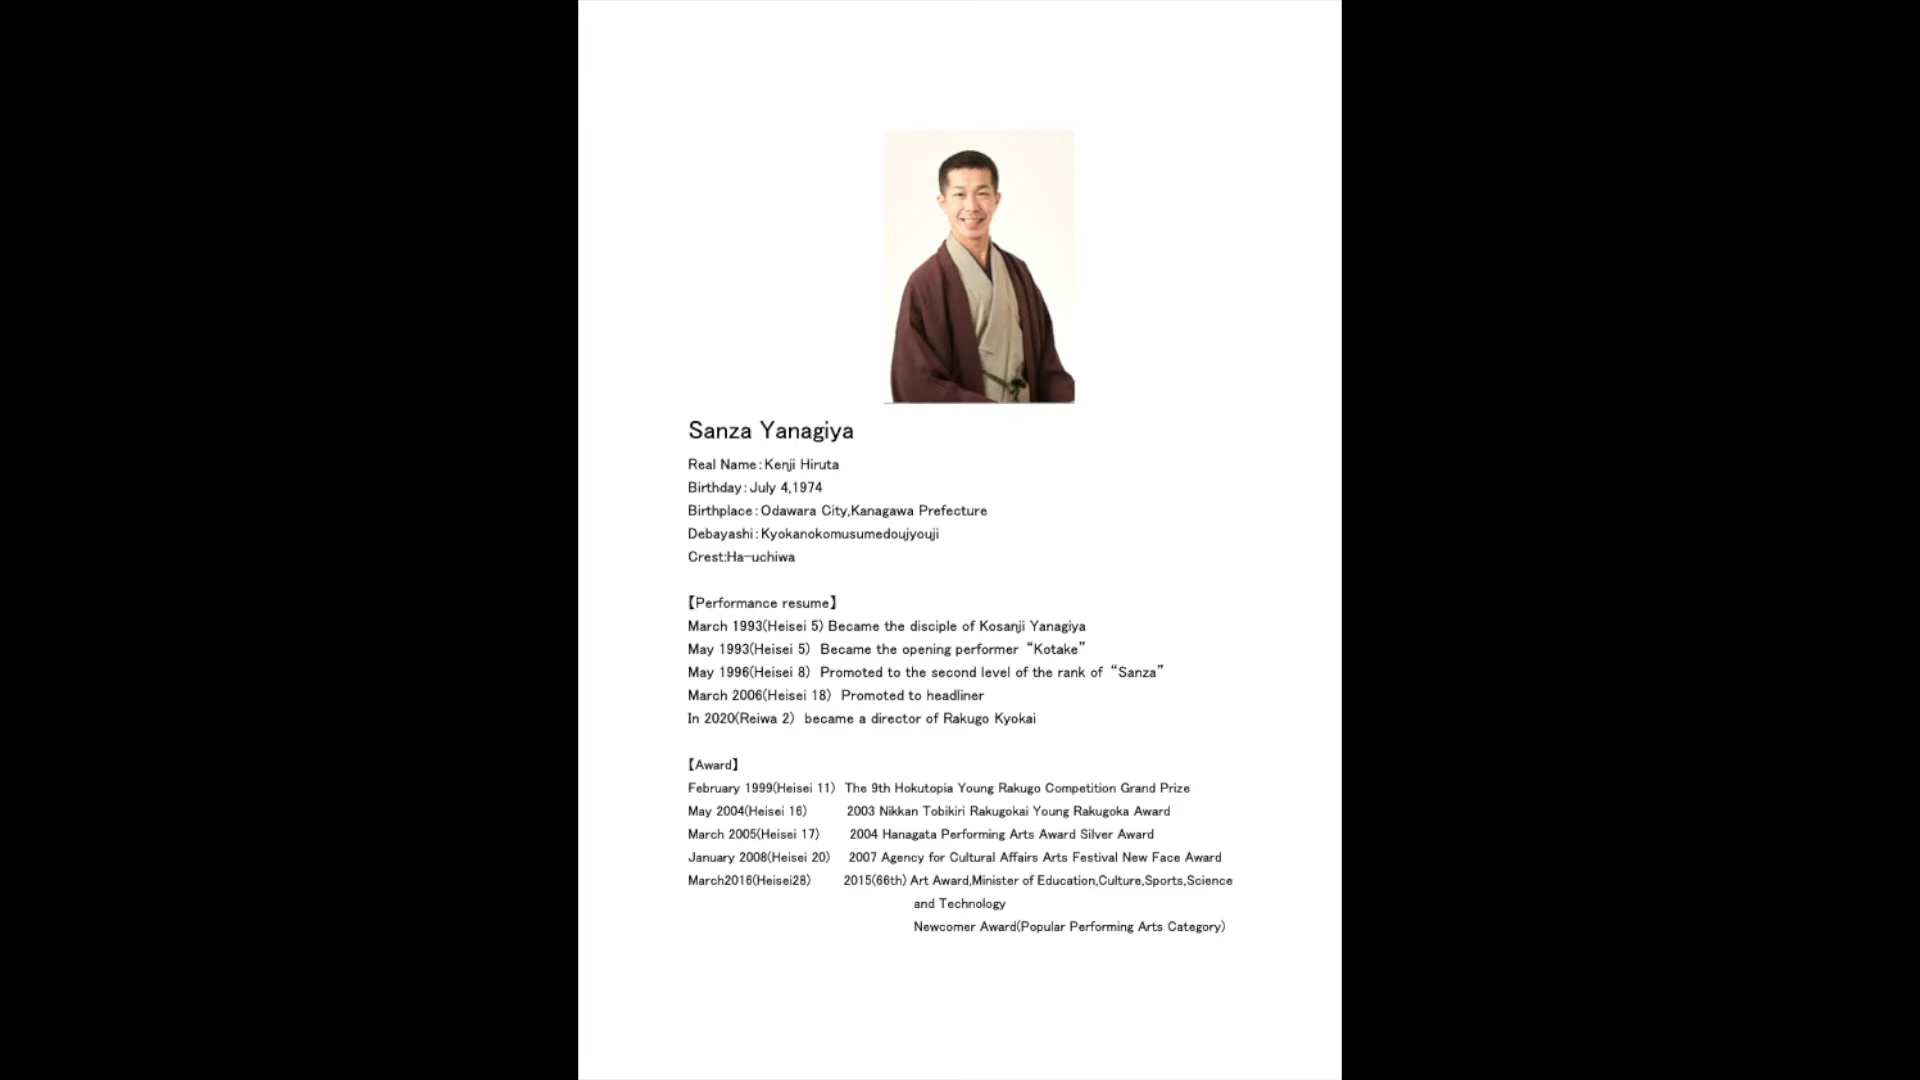 Sanza Yanagiya
Real Name:Kenji Hiruta
Birthday:July 4,1974
Birthplace:Odawara City,Kanagawa Prefecture
Debayashi:Kyokanokomusumedoujyouji
Crest:Ha-uchiwa
【Performance resume】
March 1993(Heisei 5) Became the disciple of Kosanji Yanagiya
May 1993(Heisei 5) Became the opening performer “Kotake”
May 1996(Heisei 8) Promoted to the second level of the rank of “Sanza”
March 2006(Heisei 18) Promoted to headliner
In 2020(Reiwa 2) became a director of Rakugo Kyokai
【Award】
February 1999(Heisei 11) The 9th Hokutopia Young Rakugo Competition Grand Prize
May 2004(Heisei 16) 2003 Nikkan Tobikiri Rakugokai Young Rakugoka Award
March 2005(Heisei 17) 2004 Hanagata Performing Arts Award Silver Award
January 2008(Heisei 20) 2007 Agency for Cultural Affairs Arts Festival New Face Award
March2016(Heisei28) 2015(66th) Art Award,Minister of Education,Culture,Sports,Science
and Technology
Newcomer Award(Popular Performing Arts Category)